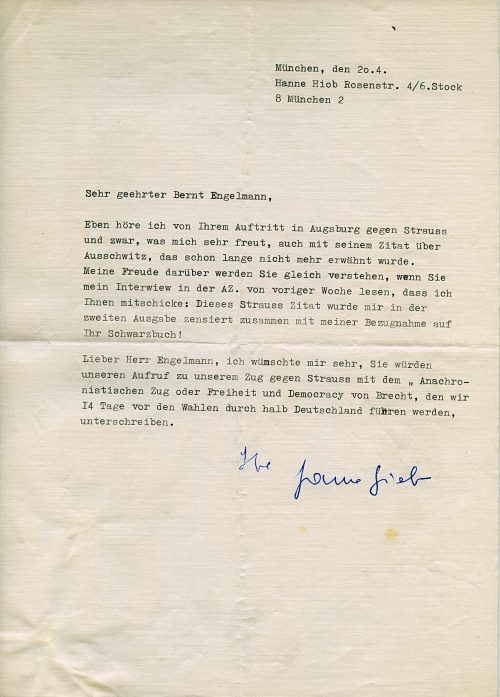 München, den 2o.4.
Hanne Hiob Rosenstr. 4/6.Stock
8 München 2
Sehr geehrter Bernt Engelmann,
Eben höre ich von Ihrem Auftritt in Augsburg gegen Strauss
und zwar, was mich sehr freut, auch mit seinem Zitat über
Ausschwitz, das schon lange nicht mehr erwähnt wurde.
Meine Freude darüber werden Sie gleich verstehen, wenn Sie
mein Interwiew in der AZ. von voriger Woche lesen, das ich
Ihnen mitschicke: Dieses Strauss Zitat wurde mir in der
zweiten Ausgabe zensiert zusammen mit meiner Bezugnahme auf
Ihr Schwarzbuch!
Lieber Herr Engelmann, ich wünschte mir sehr, Sie würden
unseren Aufruf zu unserem Zug gegen Strauss mit dem „ Anachro-
nistischen Zug oder Freiheit und Democracy von Brecht, den wir
I4 Tage vor den Wahlen durch halb Deutschland führen werden,
unterschreiben.
Ihre Hanne Hiob